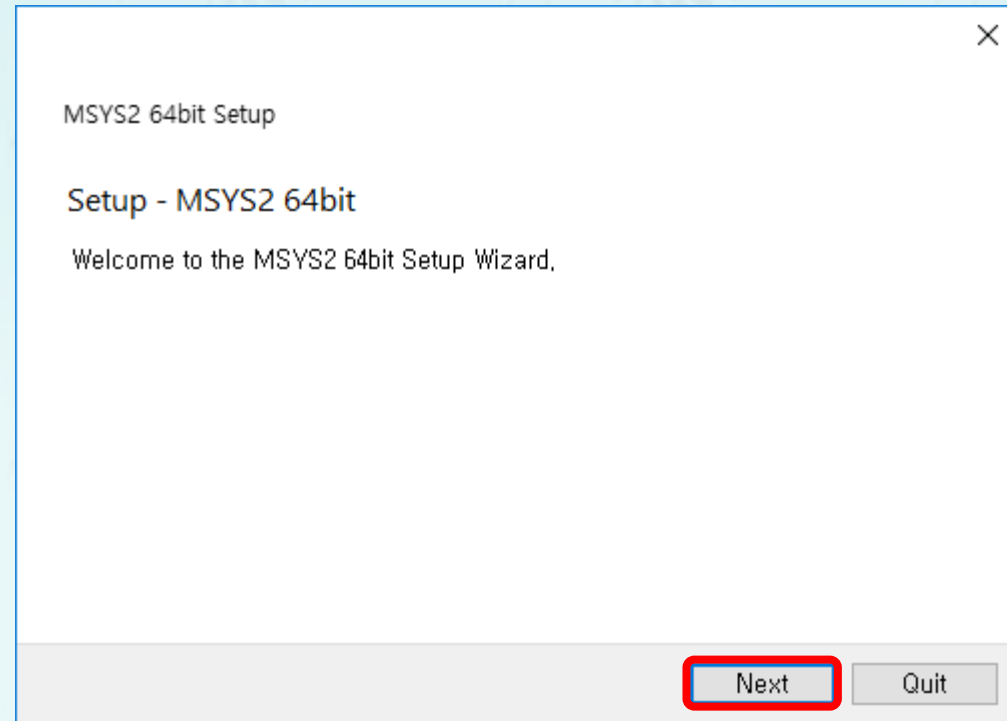 MSYS2 64bit Setup
Setup - MSYS2 64bit
Welcome to the MSYS2 64bit Setup Wizard,
Next
Quit